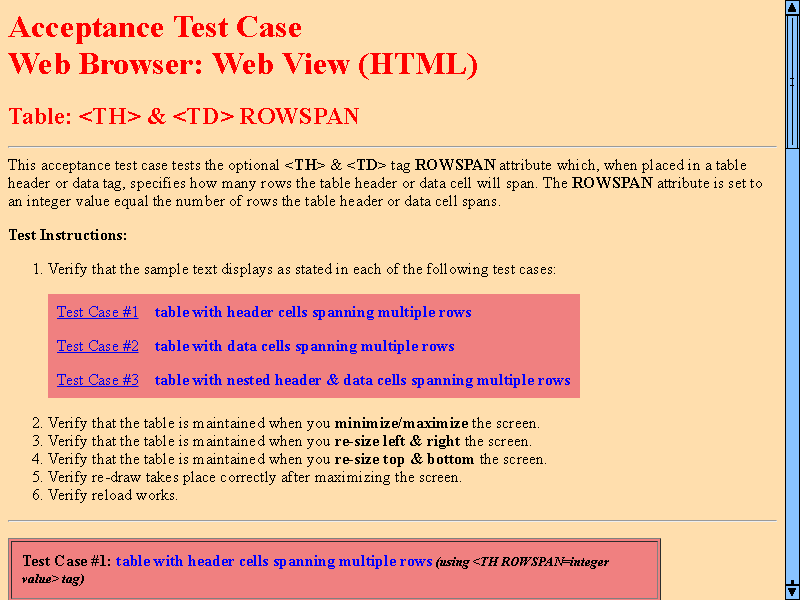 Acceptance Test Case
Web Browser: Web View (HTML)
Table: <TH> & <TD> ROWSPAN
This acceptance test case tests the optional <TH> & <TD> tag ROWSPAN attribute which, when placed in a table
header or data tag, specifies how many rows the table header or data cell will span. The ROWSPAN attribute is set to
an integer value equal the number of rows the table header or data cell spans.
Test Instructions:
1. Verify that the sample text displays as stated in each of the following test cases:
Test Case #1 table with header cells spanning multiple rows
Test Case #2 table with data cells spanning multiple rows
Test Case #3 table with nested header & data cells spanning multiple rows
2. Verify that the table is maintained when you minimize/maximize the screen.
3. Verify that the table is maintained when you re-size left & right the screen.
4. Verify that the table is maintained when you re-size top & bottom the screen.
5. Verify re-draw takes place correctly after maximizing the screen.
6. Verify reload works.
Test Case #1: table with header cells spanning multiple rows (using <TH ROWSPAN=integer
value> tag)